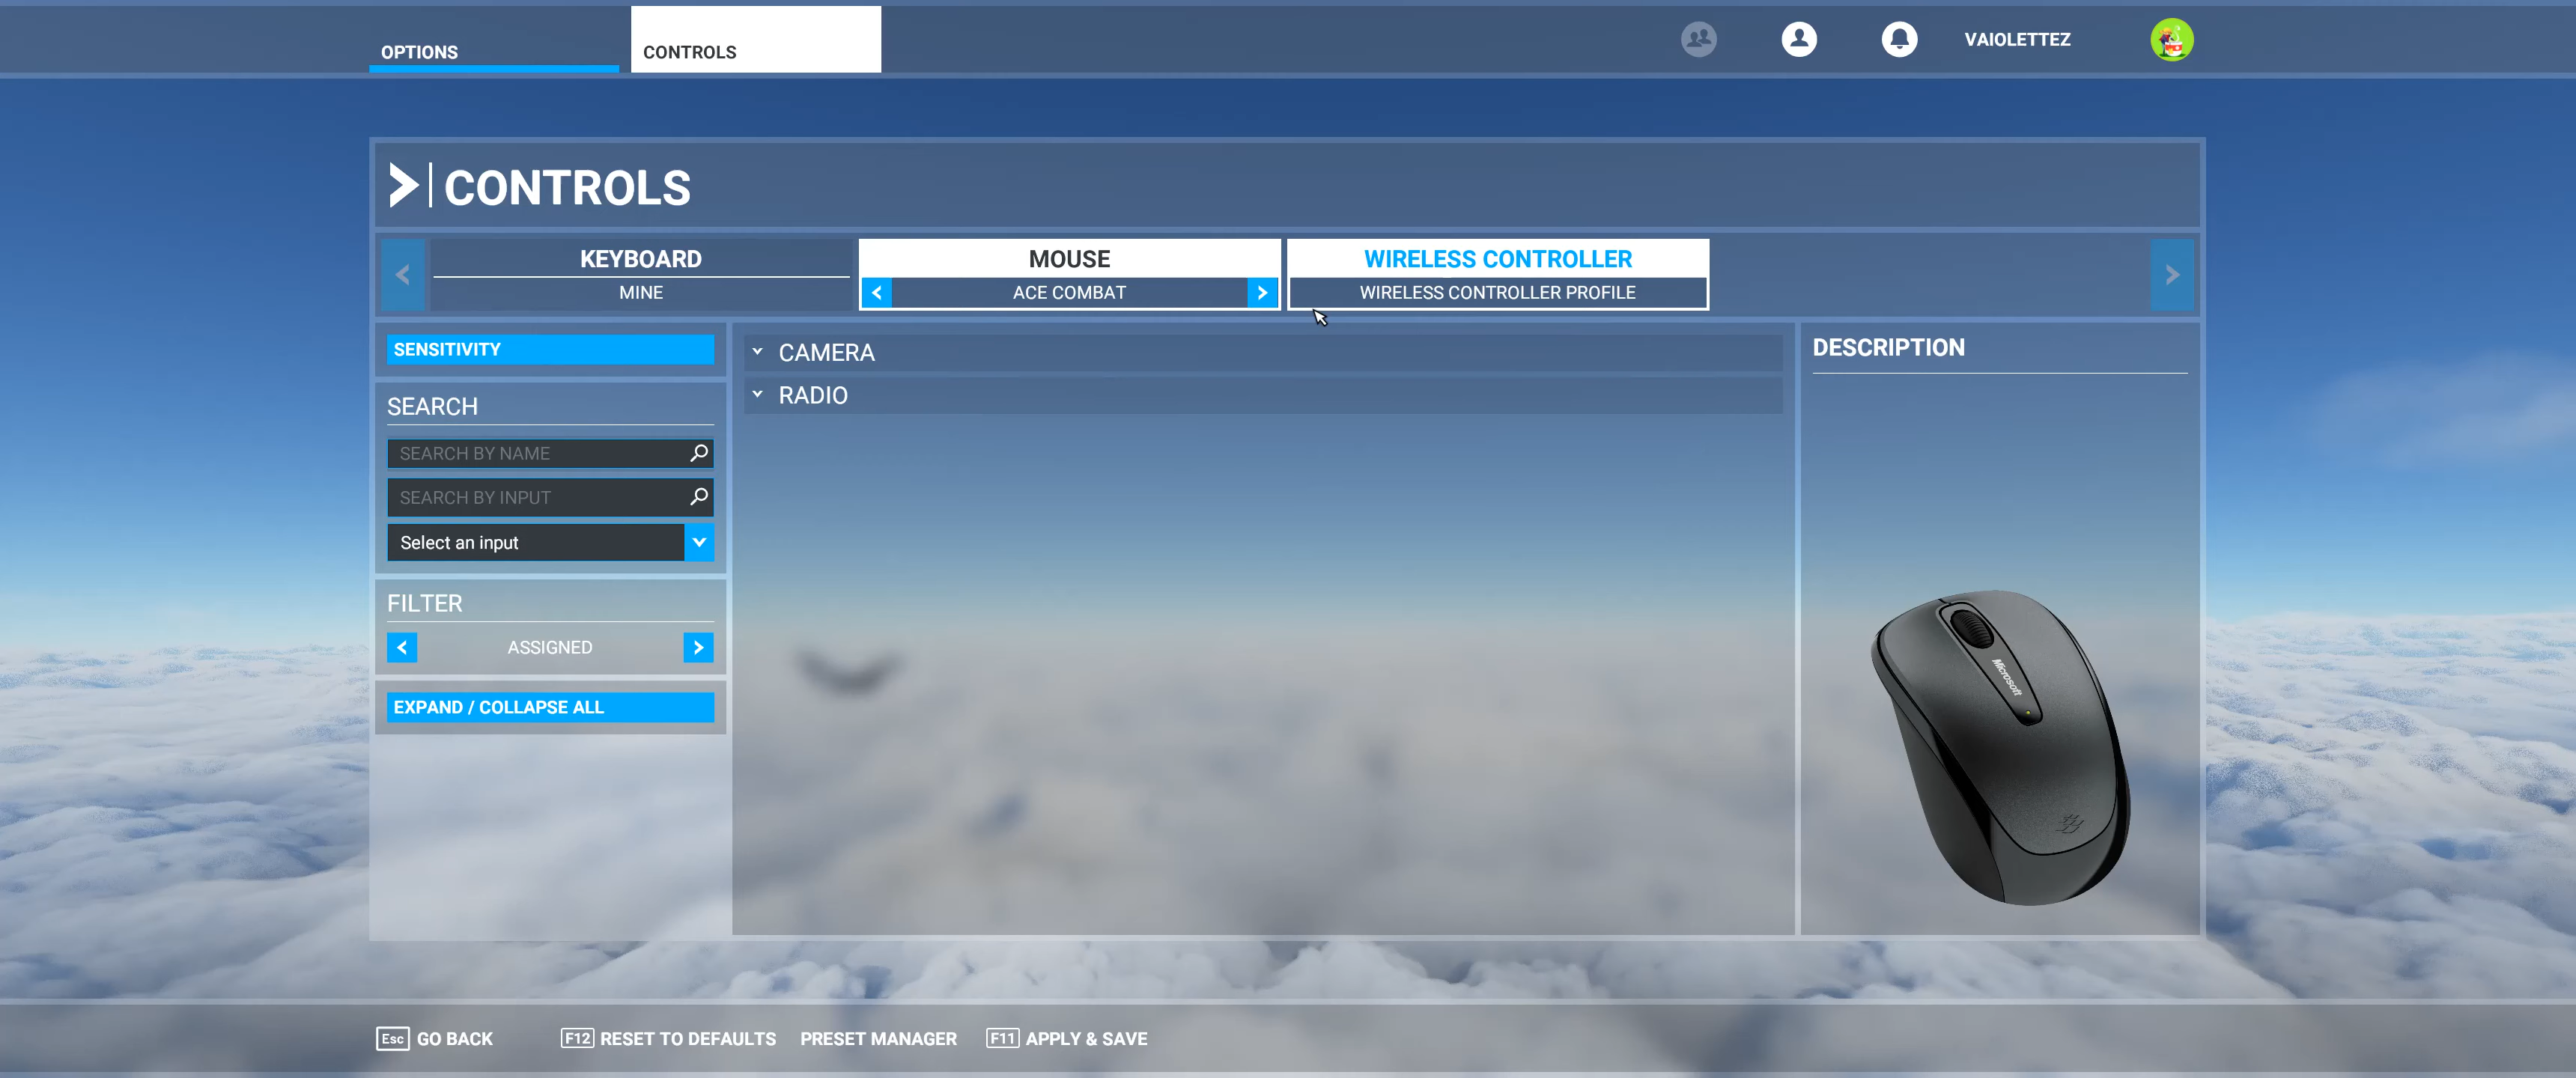 OPTIONS
CONTROLS
VAIOLETTEZ
CONTROLS
KEYBOARD
MINE
MOUSE
ACE COMBAT
WIRELESS CONTROLLER
WIRELESS CONTROLLER PROFILE
SENSITIVITY
SEARCH
SEARCH BY NAME
SEARCH BY INPUT
Select an input
FILTER
ASSIGNED
EXPAND / COLLAPSE ALL
CAMERA
RADIO
DESCRIPTION
Microsoft
Esc GO BACK
F12 RESET TO DEFAULTS
PRESET MANAGER
F11 APPLY & SAVE